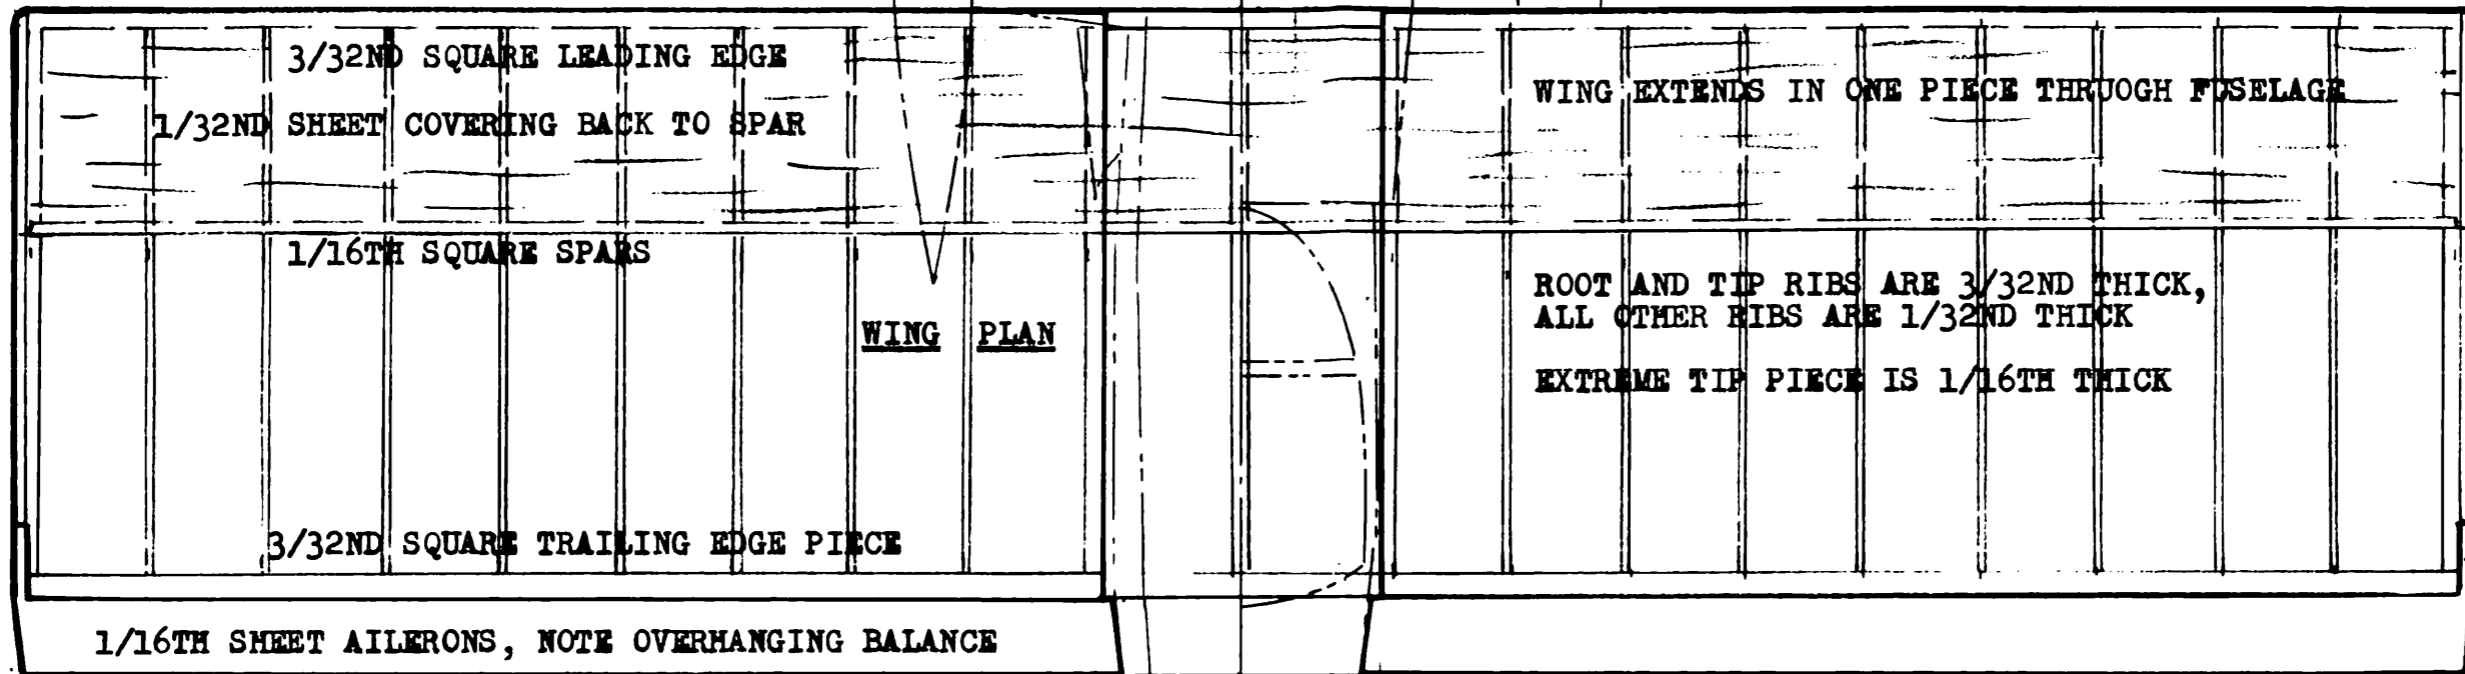 3/32ND SQUARE LEADING EDGE
1/32ND SHEET COVERING BACK TO SPAR
1/16TH SQUARE SPARS
WING PLAN
3/32ND SQUARE TRAILING EDGE PIECE
1/16TH SHEET AILERONS, NOTE OVERHANGING BALANCE
WING EXTENDS IN ONE PIECE THRUOGH FUSELAGE
ROOT AND TIP RIBS ARE 3/32ND THICK,
ALL OTHER RIBS ARE 1/32ND THICK
EXTREME TIP PIECE IS 1/16TH THICK